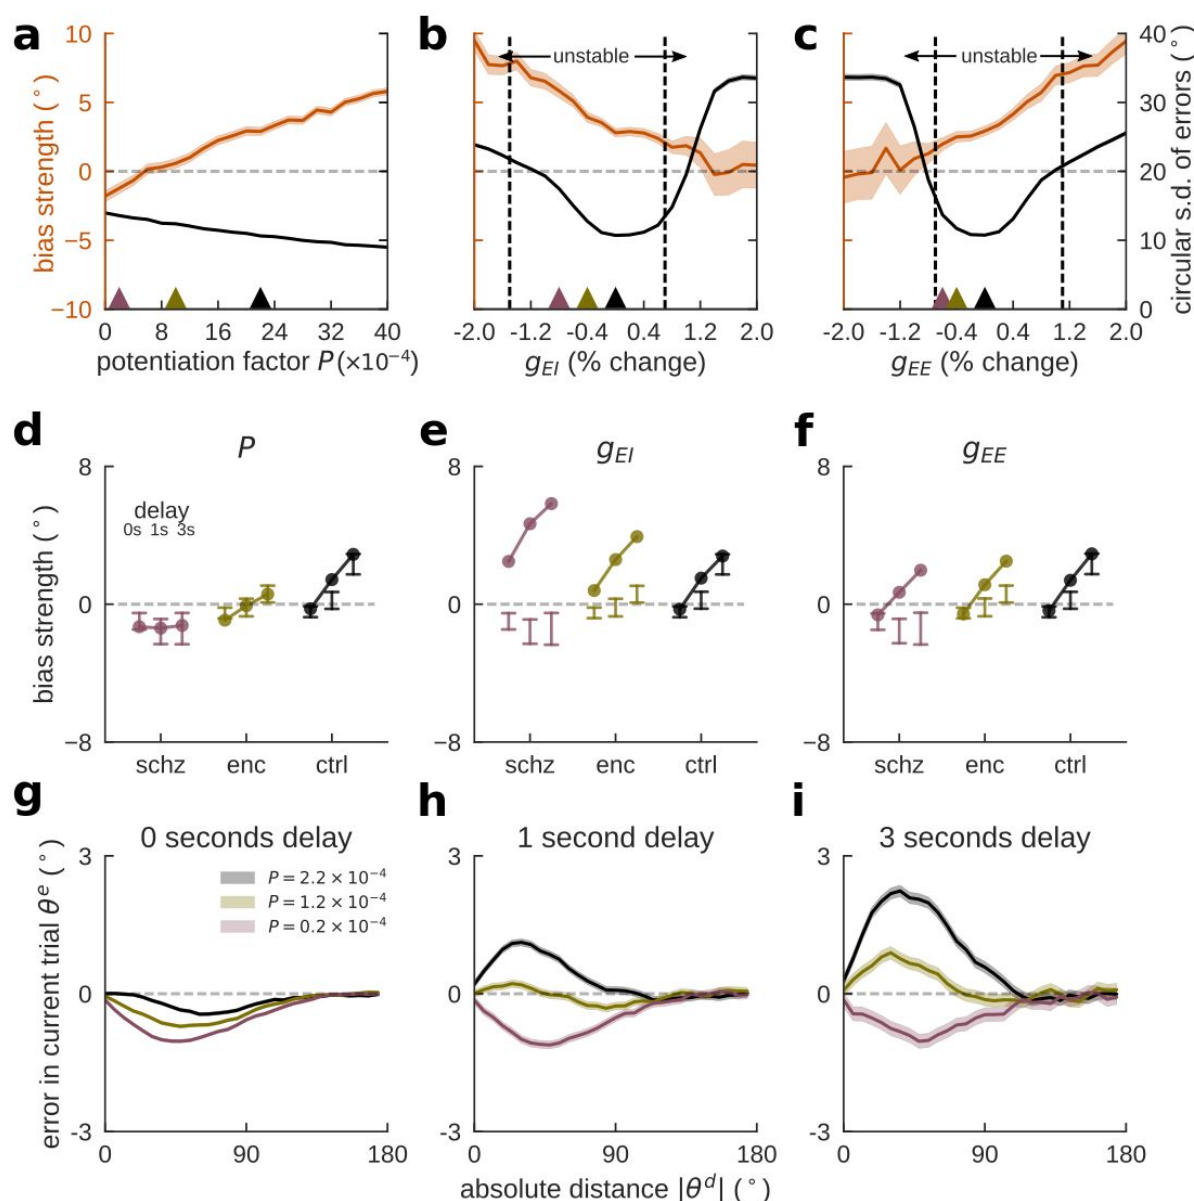 a
b
c
10
5
0
−5
−10
bias strength (°)
0 8 16 24 32 40
potentiation factor P(×10⁻⁴)
unstable
-2.0 -1.2 -0.4 0.4 1.2 2.0
g_EI (% change)
unstable
-2.0 -1.2 -0.4 0.4 1.2 2.0
g_EE (% change)
40
30
20
10
0
circular s.d. of errors (°)
d
e
f
P
g_EI
g_EE
8
0
−8
bias strength (°)
delay
0s 1s 3s
schz enc ctrl
8
0
−8
schz enc ctrl
8
0
−8
schz enc ctrl
g
h
i
0 seconds delay
1 second delay
3 seconds delay
3
0
-3
error in current trial θᵉ (°)
P = 2.2 × 10⁻⁴
P = 1.2 × 10⁻⁴
P = 0.2 × 10⁻⁴
0 90 180
3
0
-3
0 90 180
3
0
-3
0 90 180
absolute distance |θᵈ| (°)